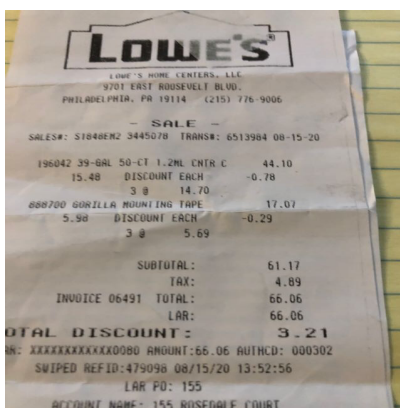 LOWE'S
LOWE'S HOME CENTERS, LLC
9701 EAST ROOSEVELT BLVD.
PHILADELPHIA, PA 19114 (215) 776-9006
- SALE -
SALES#: S1848EM2 3445078 TRANS#: 6513984 08-15-20
196042 39-GAL 50-CT 1.2ML CNTR C 44.10
15.48 DISCOUNT EACH -0.78
3 @ 14.70
888700 GORILLA MOUNTING TAPE 17.07
5.98 DISCOUNT EACH -0.29
3 @ 5.69
SUBTOTAL: 61.17
TAX: 4.89
INVOICE 06491 TOTAL: 66.06
LAR: 66.06
OTAL DISCOUNT: 3.21
AR: XXXXXXXXXXXX0080 AMOUNT:66.06 AUTHCD: 000302
SWIPED REFID:479098 08/15/20 13:52:56
LAR PO: 155
ACCOUNT NAME: 155 ROSEDALE COURT